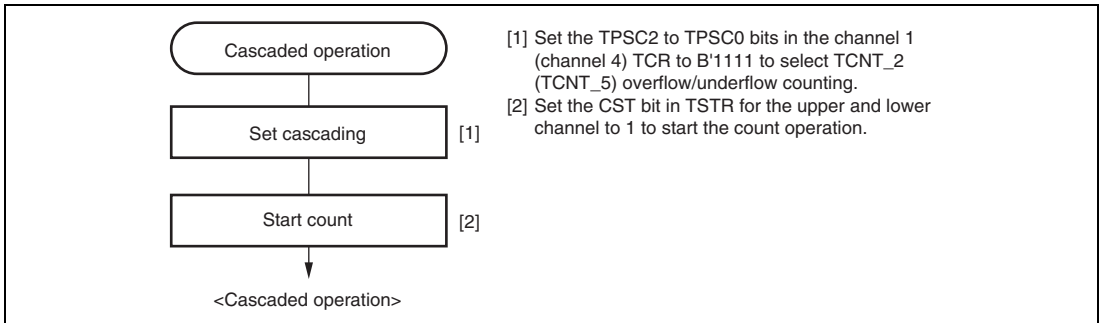 Cascaded operation
Set cascading
[1]
Start count
[2]
<Cascaded operation>
[1] Set the TPSC2 to TPSC0 bits in the channel 1
(channel 4) TCR to B'1111 to select TCNT_2
(TCNT_5) overflow/underflow counting.
[2] Set the CST bit in TSTR for the upper and lower
channel to 1 to start the count operation.